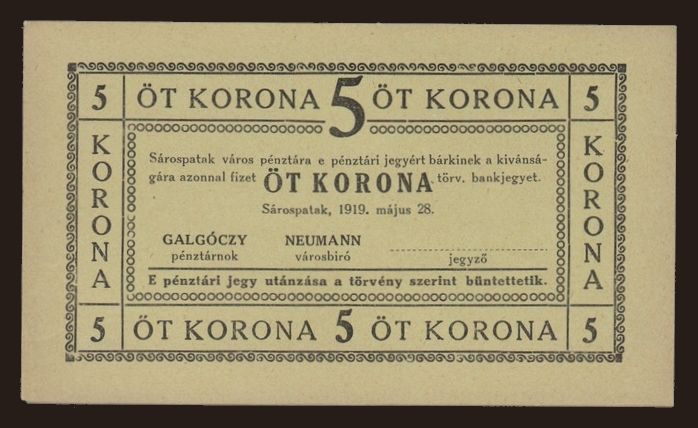 5 ÖT KORONA 5 ÖT KORONA 5
KORONA
Sárospatak város pénztára e pénztári jegyért bárkinek a kivánsá-
gára azonnal fizet ÖT KORONA törv. bankjegyet.
Sárospatak, 1919. május 28.
GALGÓCZY NEUMANN
pénztárnok városbiró jegyző
E pénztári jegy utánzása a törvény szerint büntettetik.
KORONA
5 ÖT KORONA 5 ÖT KORONA 5